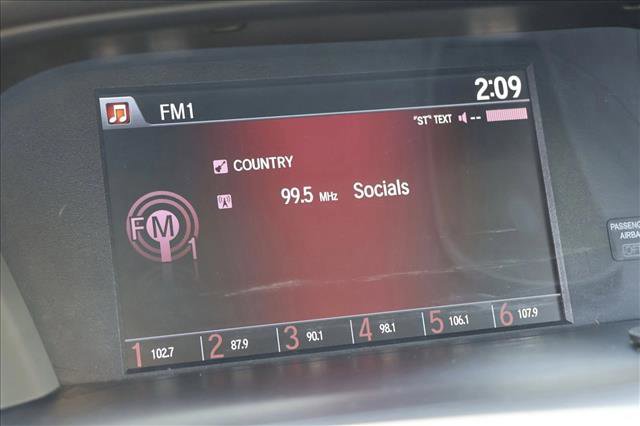 FM1
2:09
"ST" TEXT --
COUNTRY
99.5 MHz Socials
FM 1
1 102.7 2 87.9 3 90.1 4 98.1 5 106.1 6 107.9
PASSENG
AIRBA
OFF